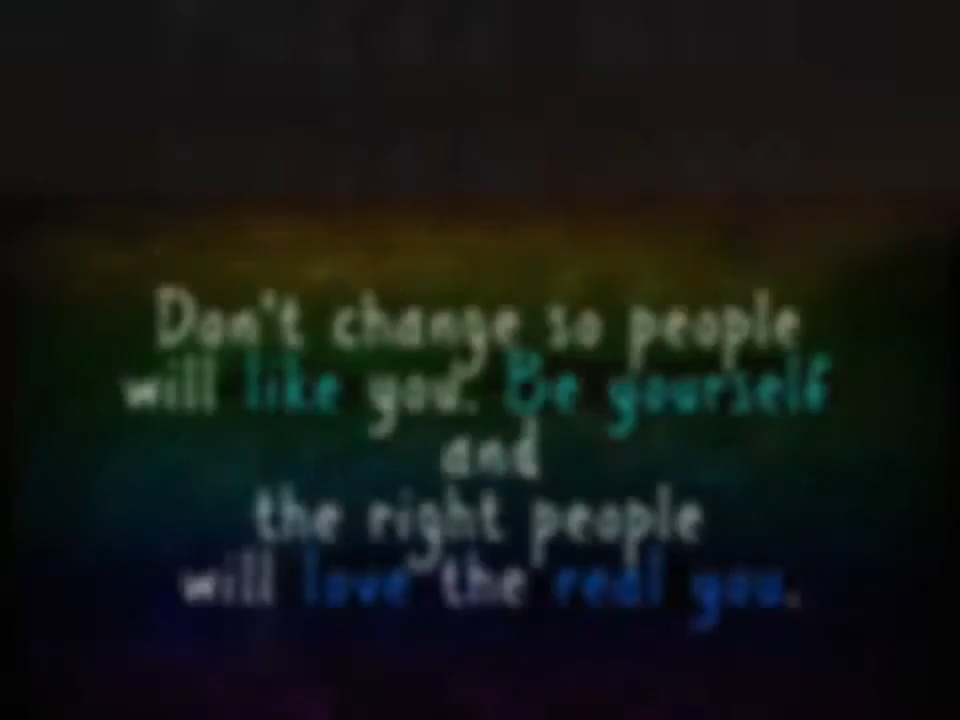 Don't change so people
will like you. Be yourself
and
the right people
will love the real you.